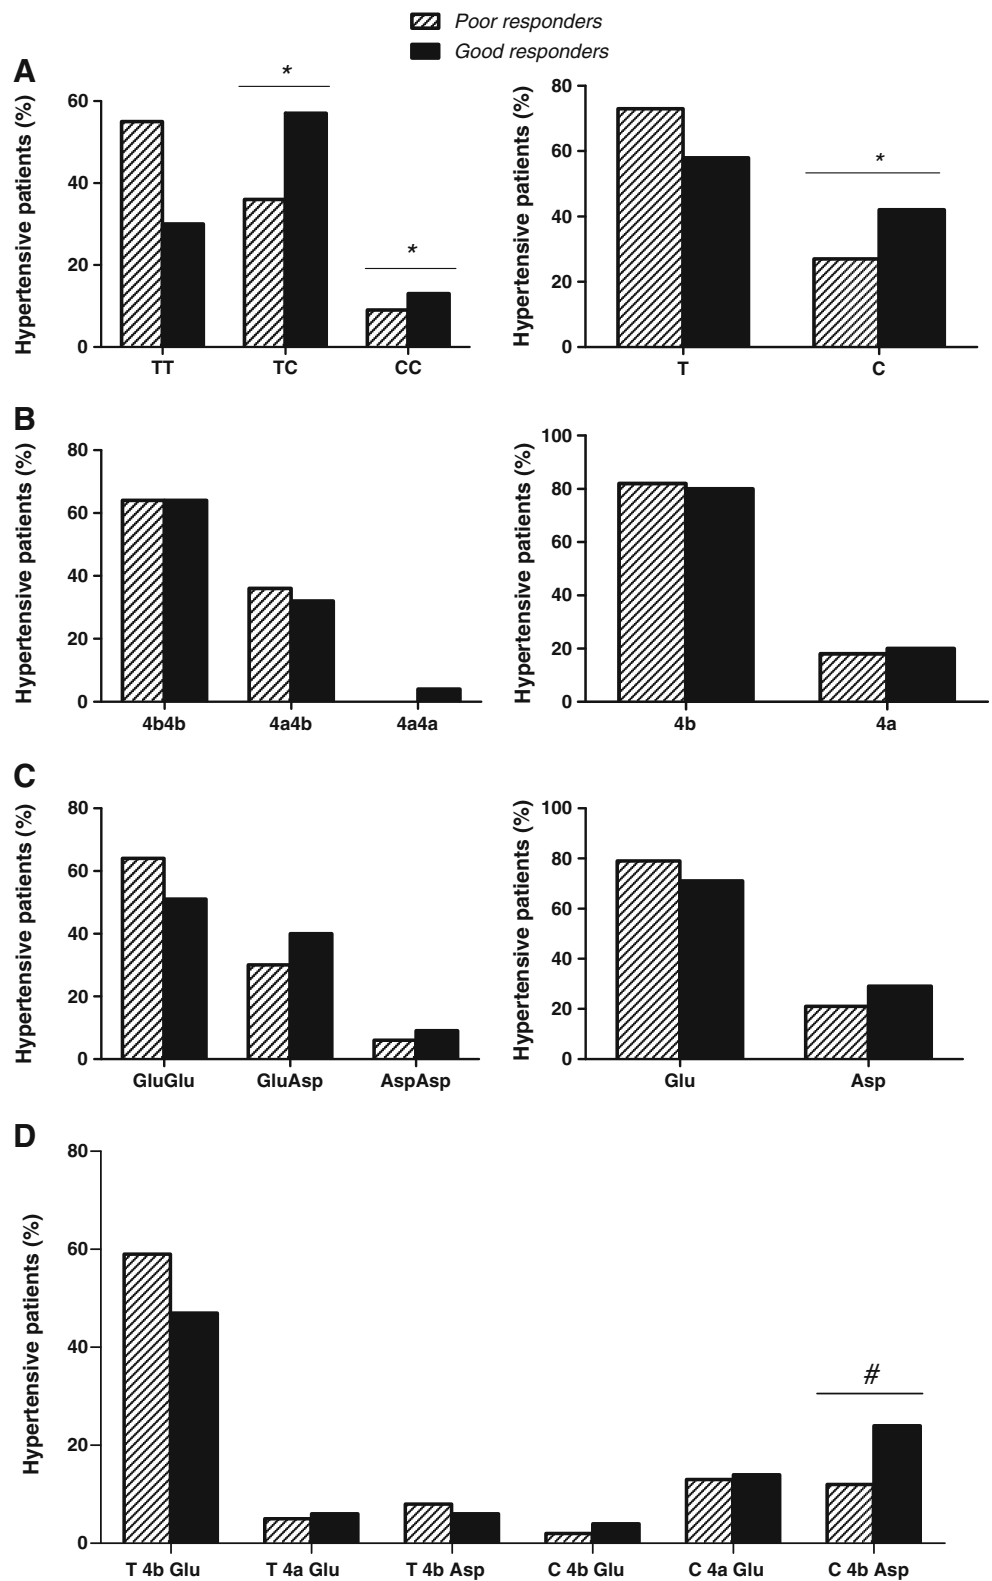 Poor responders
Good responders
A
Hypertensive patients (%)
60
40
20
0
*
*
TT TC CC
Hypertensive patients (%)
80
60
40
20
0
*
T C
B
Hypertensive patients (%)
80
60
40
20
0
4b4b 4a4b 4a4a
Hypertensive patients (%)
100
80
60
40
20
0
4b 4a
C
Hypertensive patients (%)
80
60
40
20
0
GluGlu GluAsp AspAsp
Hypertensive patients (%)
100
80
60
40
20
0
Glu Asp
D
Hypertensive patients (%)
80
60
40
20
0
#
T 4b Glu T 4a Glu T 4b Asp C 4b Glu C 4a Glu C 4b Asp